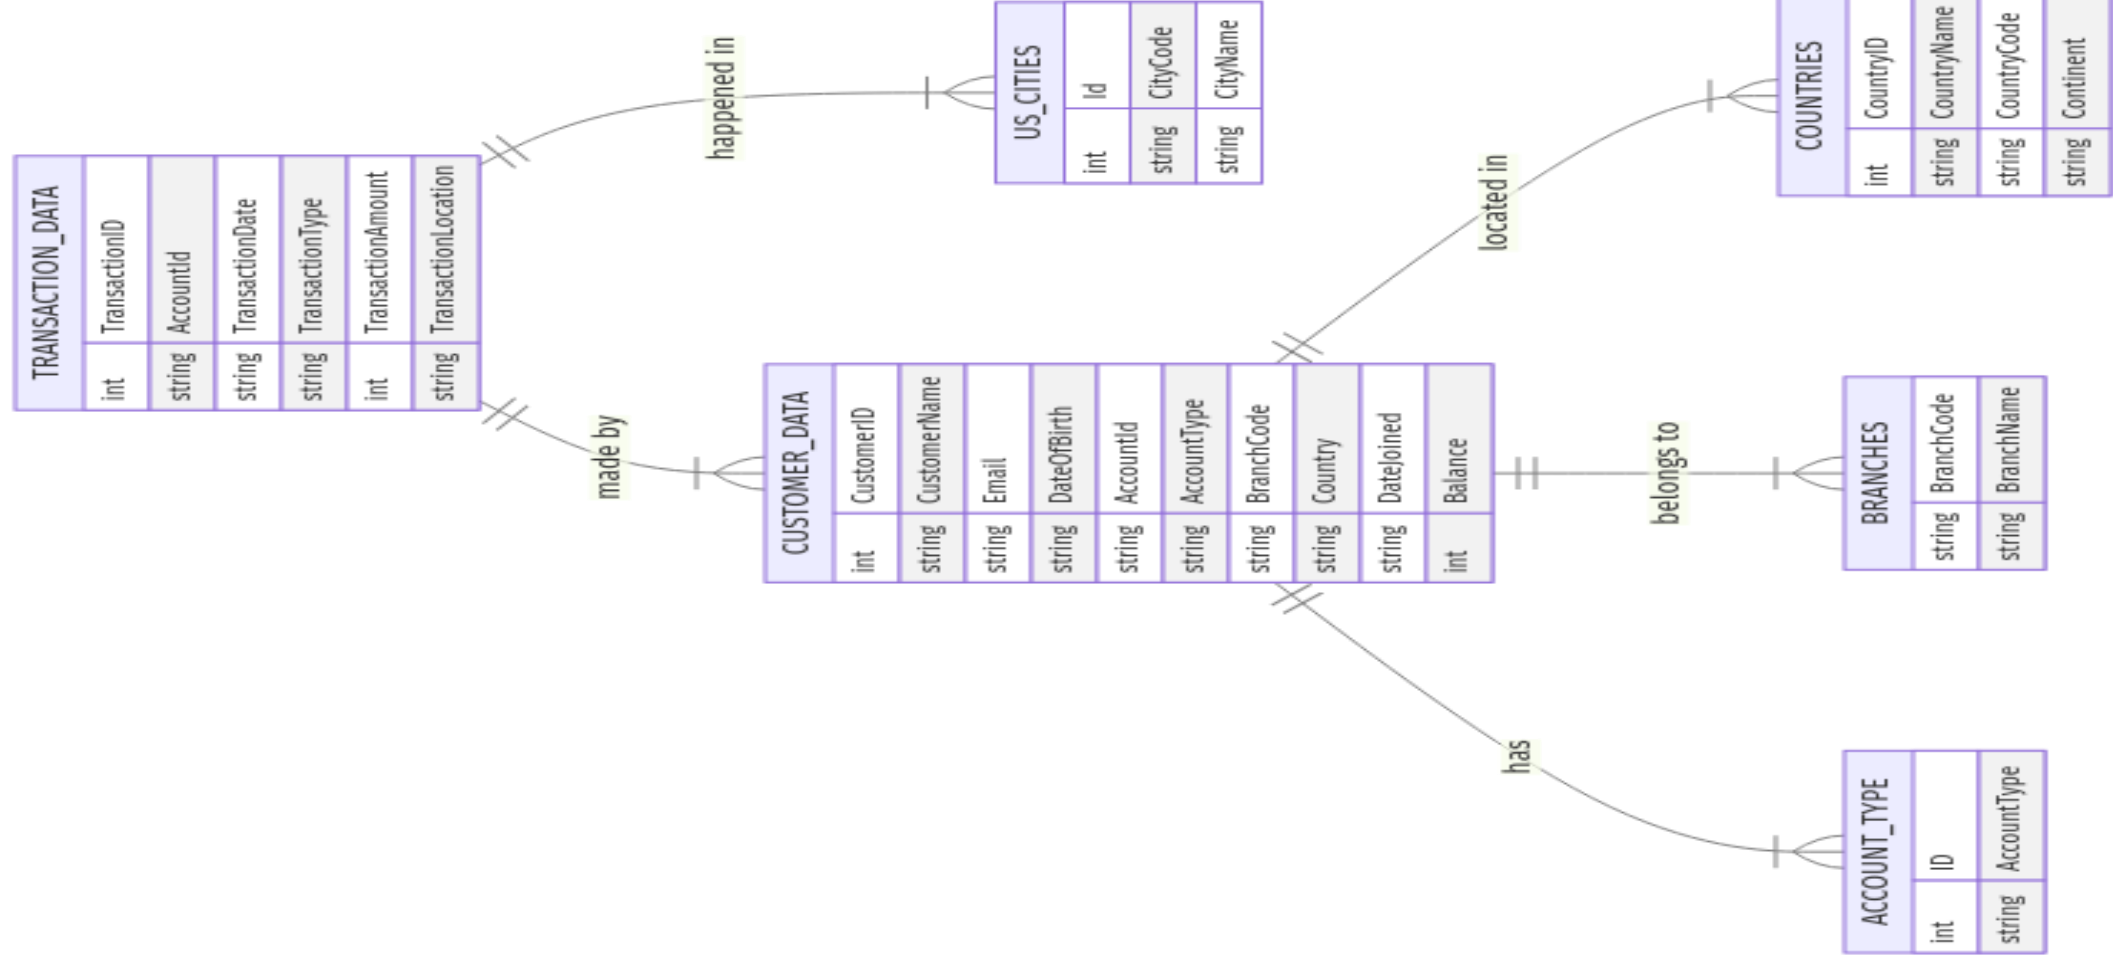 TRANSACTION_DATA
int TransactionID
string AccountId
string TransactionDate
string TransactionType
int TransactionAmount
string TransactionLocation
made by
happened in
CUSTOMER_DATA
int CustomerID
string CustomerName
string Email
string DateOfBirth
string AccountId
string AccountType
string BranchCode
string Country
string DateJoined
int Balance
US_CITIES
int Id
string CityCode
string CityName
has
belongs to
located in
ACCOUNT_TYPE
int ID
string AccountType
BRANCHES
string BranchCode
string BranchName
COUNTRIES
int CountryID
string CountryName
string CountryCode
string Continent